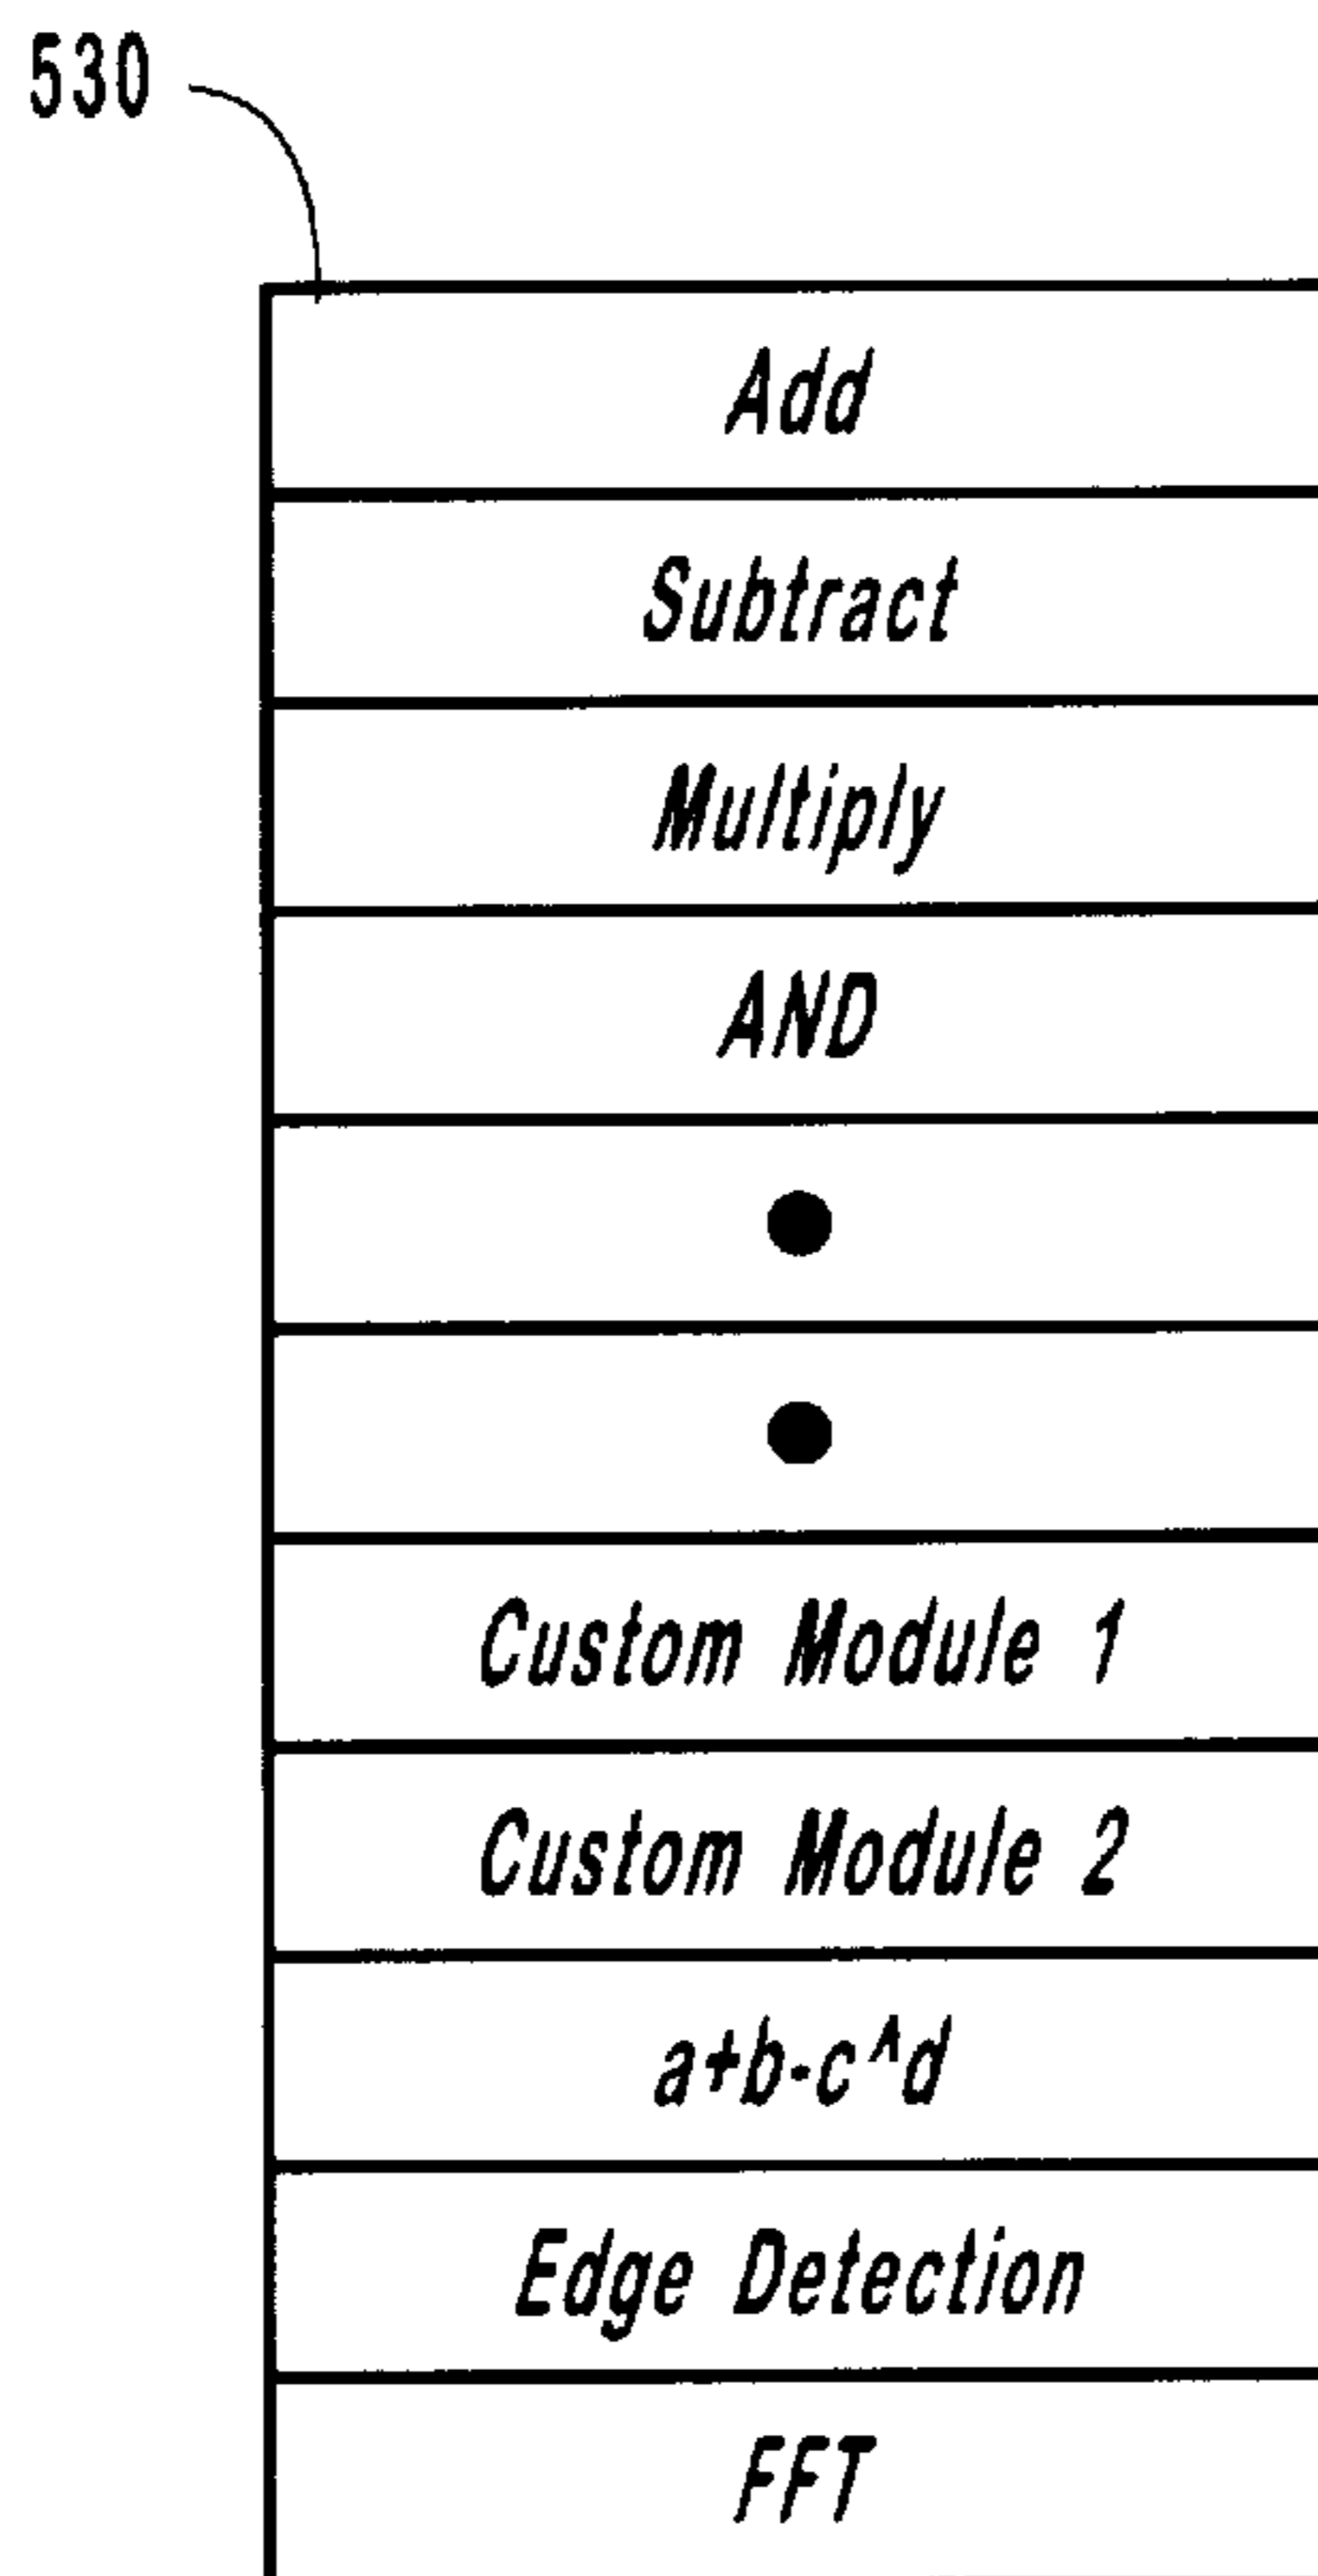 530
Add
Subtract
Multiply
AND
●
●
Custom Module 1
Custom Module 2
a+b-c^d
Edge Detection
FFT